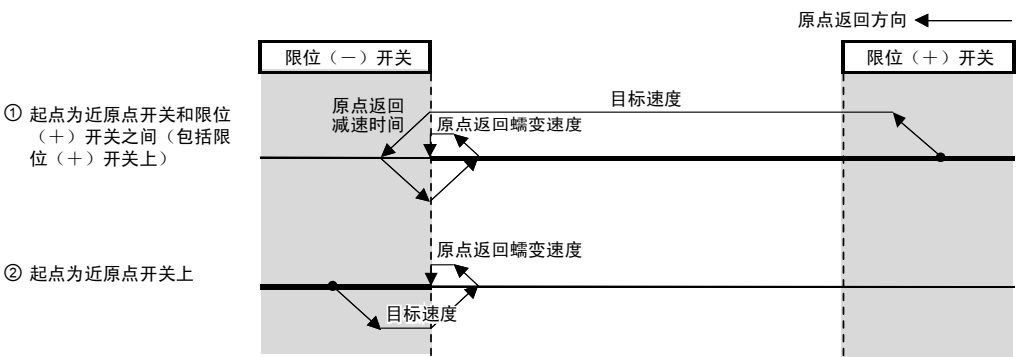 原点返回方向
限位（－）开关
限位（＋）开关
① 起点为近原点开关和限位
（＋）开关之间（包括限
位（＋）开关上）
原点返回
减速时间
目标速度
原点返回蠕变速度
② 起点为近原点开关上
原点返回蠕变速度
目标速度